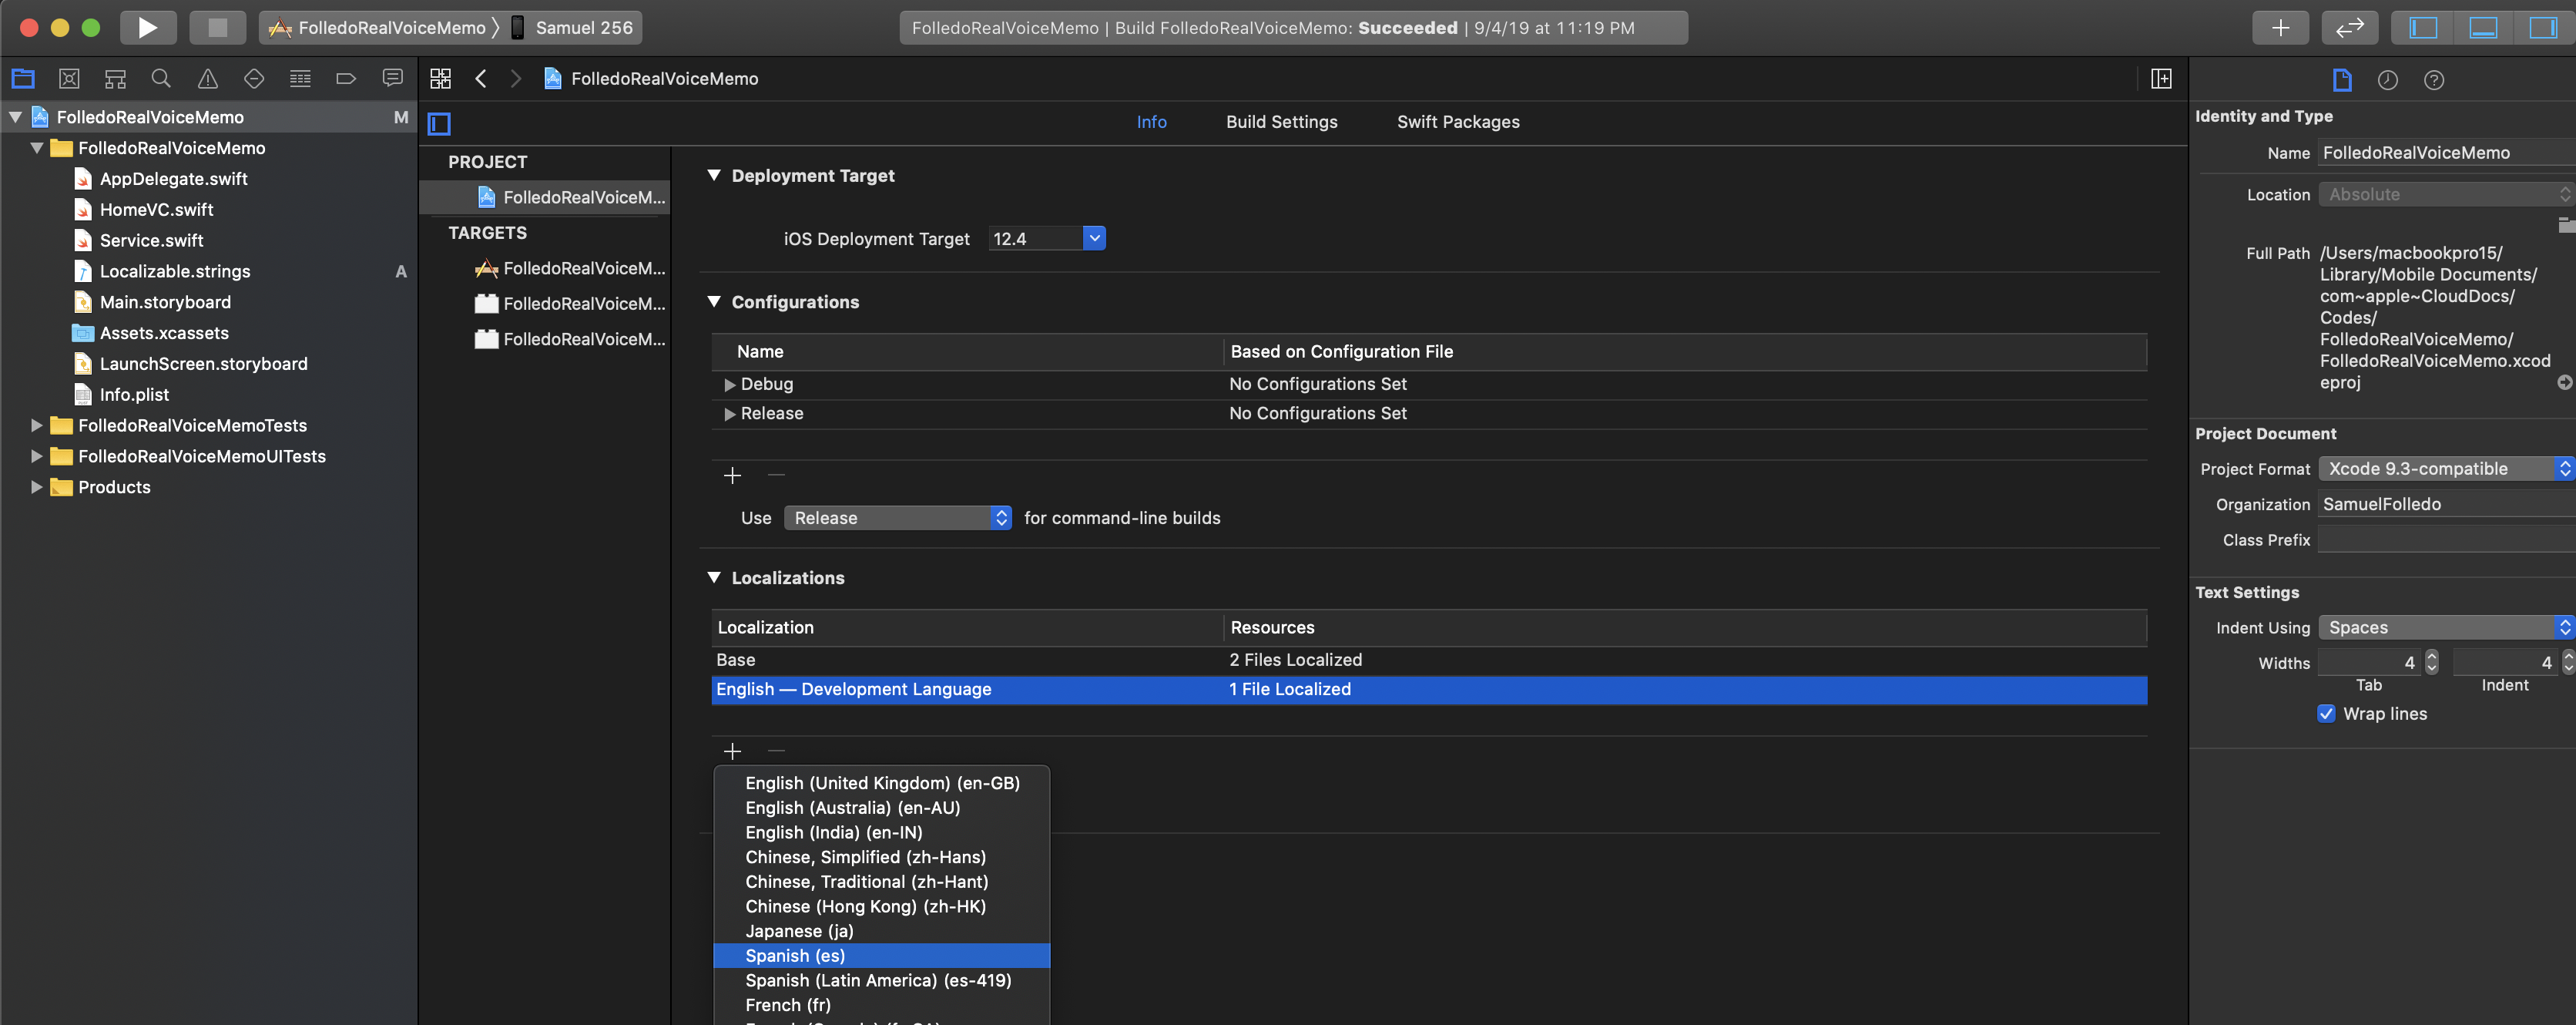 FolledoRealVoiceMemo
Samuel 256
FolledoRealVoiceMemo | Build FolledoRealVoiceMemo: Succeeded | 9/4/19 at 11:19 PM
FolledoRealVoiceMemo M
FolledoRealVoiceMemo
AppDelegate.swift
HomeVC.swift
Service.swift
Localizable.strings A
Main.storyboard
Assets.xcassets
LaunchScreen.storyboard
Info.plist
FolledoRealVoiceMemoTests
FolledoRealVoiceMemoUITests
Products
FolledoRealVoiceMemo
Info Build Settings Swift Packages
PROJECT
FolledoRealVoiceM...
TARGETS
FolledoRealVoiceM...
FolledoRealVoiceM...
FolledoRealVoiceM...
Deployment Target
iOS Deployment Target 12.4
Configurations
Name Based on Configuration File
Debug No Configurations Set
Release No Configurations Set
Use Release for command-line builds
Localizations
Localization Resources
Base 2 Files Localized
English — Development Language 1 File Localized
English (United Kingdom) (en-GB)
English (Australia) (en-AU)
English (India) (en-IN)
Chinese, Simplified (zh-Hans)
Chinese, Traditional (zh-Hant)
Chinese (Hong Kong) (zh-HK)
Japanese (ja)
Spanish (es)
Spanish (Latin America) (es-419)
French (fr)
Identity and Type
Name FolledoRealVoiceMemo
Location Absolute
Full Path /Users/macbookpro15/
Library/Mobile Documents/
com~apple~CloudDocs/
Codes/
FolledoRealVoiceMemo/
FolledoRealVoiceMemo.xcod
eproj
Project Document
Project Format Xcode 9.3-compatible
Organization SamuelFolledo
Class Prefix
Text Settings
Indent Using Spaces
Widths 4 4
Tab Indent
Wrap lines